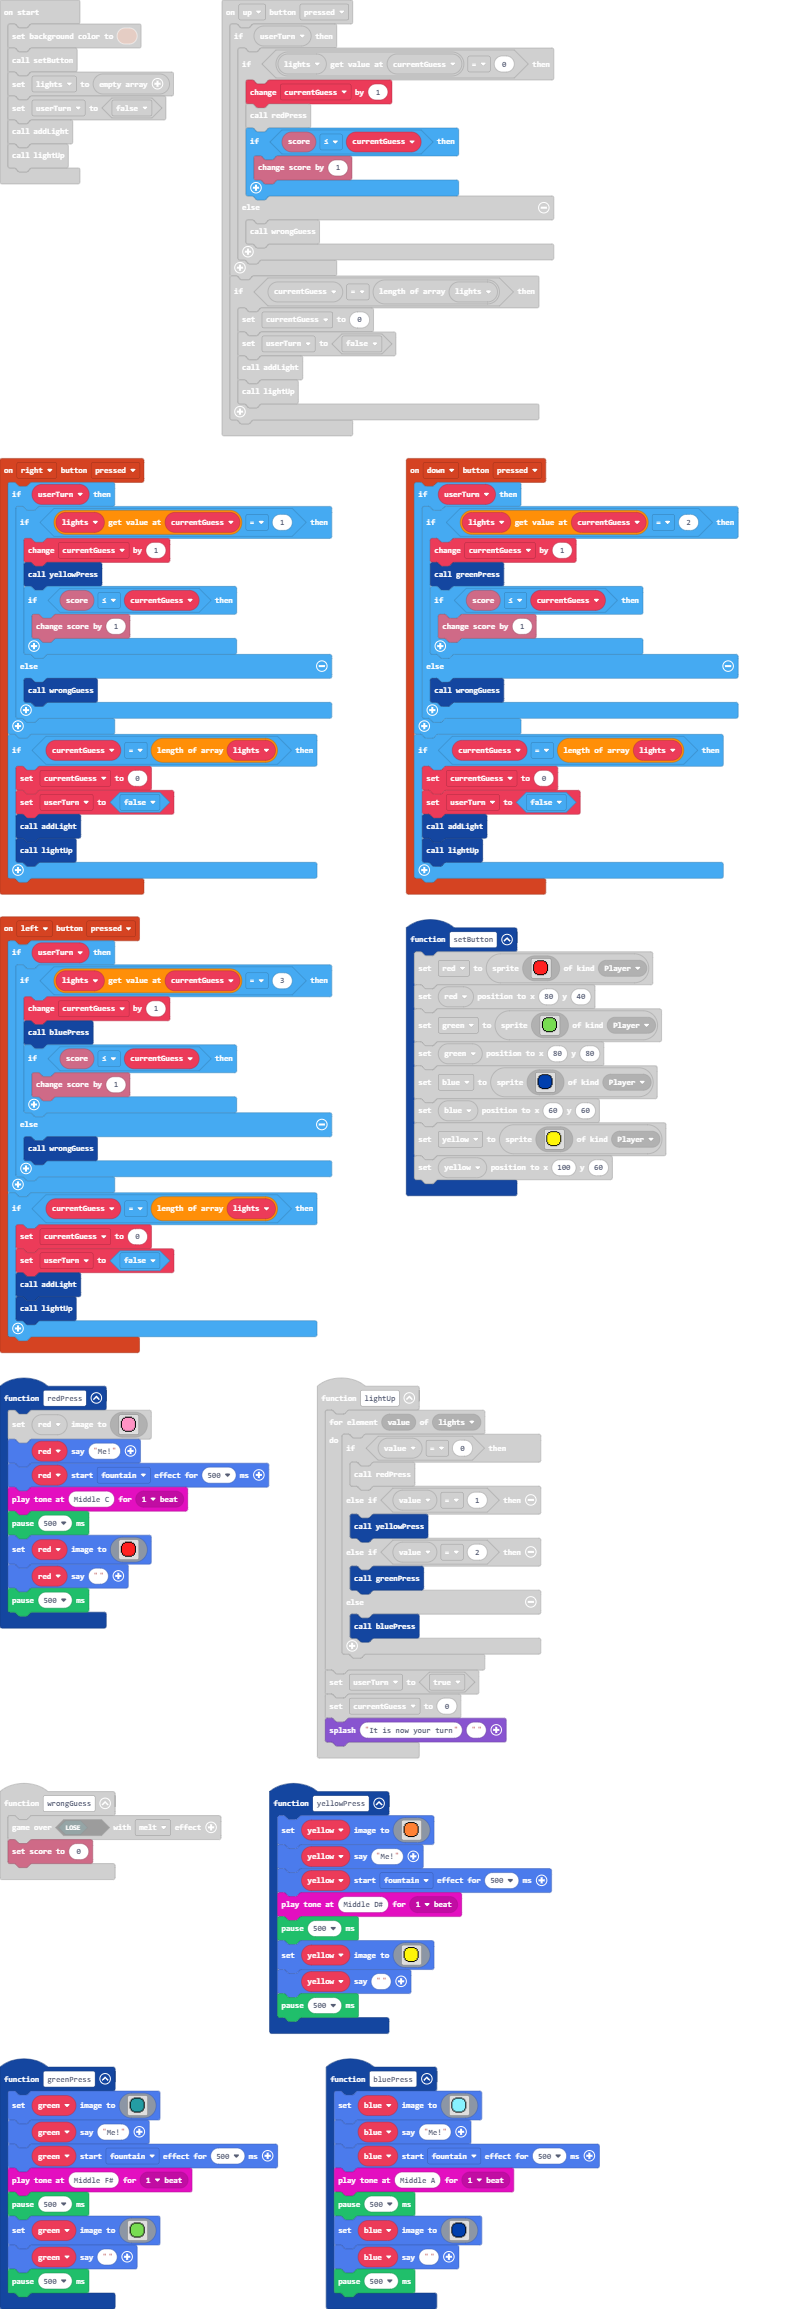 on start
set background color to
call setButton
set lights to empty array
set userTurn to false
call addLight
call lightUp
on up button pressed
if userTurn then
if lights get value at currentGuess = 0 then
change currentGuess by 1
call redPress
if score ≤ currentGuess then
change score by 1
else
call wrongGuess
if currentGuess = length of array lights then
set currentGuess to 0
set userTurn to false
call addLight
call lightUp
on right button pressed
if userTurn then
if lights get value at currentGuess = 1 then
change currentGuess by 1
call yellowPress
if score ≤ currentGuess then
change score by 1
else
call wrongGuess
if currentGuess = length of array lights then
set currentGuess to 0
set userTurn to false
call addLight
call lightUp
on down button pressed
if userTurn then
if lights get value at currentGuess = 2 then
change currentGuess by 1
call greenPress
if score ≤ currentGuess then
change score by 1
else
call wrongGuess
if currentGuess = length of array lights then
set currentGuess to 0
set userTurn to false
call addLight
call lightUp
on left button pressed
if userTurn then
if lights get value at currentGuess = 3 then
change currentGuess by 1
call bluePress
if score ≤ currentGuess then
change score by 1
else
call wrongGuess
if currentGuess = length of array lights then
set currentGuess to 0
set userTurn to false
call addLight
call lightUp
function setButton
set red to sprite of kind Player
set red position to x 80 y 40
set green to sprite of kind Player
set green position to x 80 y 80
set blue to sprite of kind Player
set blue position to x 60 y 60
set yellow to sprite of kind Player
set yellow position to x 100 y 60
function redPress
set red image to
red say "Me!"
red start fountain effect for 500 ms
play tone at Middle C for 1 beat
pause 500 ms
set red image to
red say ""
pause 500 ms
function lightUp
for element value of lights
do
if value = 0 then
call redPress
else if value = 1 then
call yellowPress
else if value = 2 then
call greenPress
else
call bluePress
set userTurn to true
set currentGuess to 0
splash "It is now your turn" ""
function wrongGuess
game over LOSE with melt effect
set score to 0
function yellowPress
set yellow image to
yellow say "Me!"
yellow start fountain effect for 500 ms
play tone at Middle D# for 1 beat
pause 500 ms
set yellow image to
yellow say ""
pause 500 ms
function greenPress
set green image to
green say "Me!"
green start fountain effect for 500 ms
play tone at Middle F# for 1 beat
pause 500 ms
set green image to
green say ""
pause 500 ms
function bluePress
set blue image to
blue say "Me!"
blue start fountain effect for 500 ms
play tone at Middle A for 1 beat
pause 500 ms
set blue image to
blue say ""
pause 500 ms